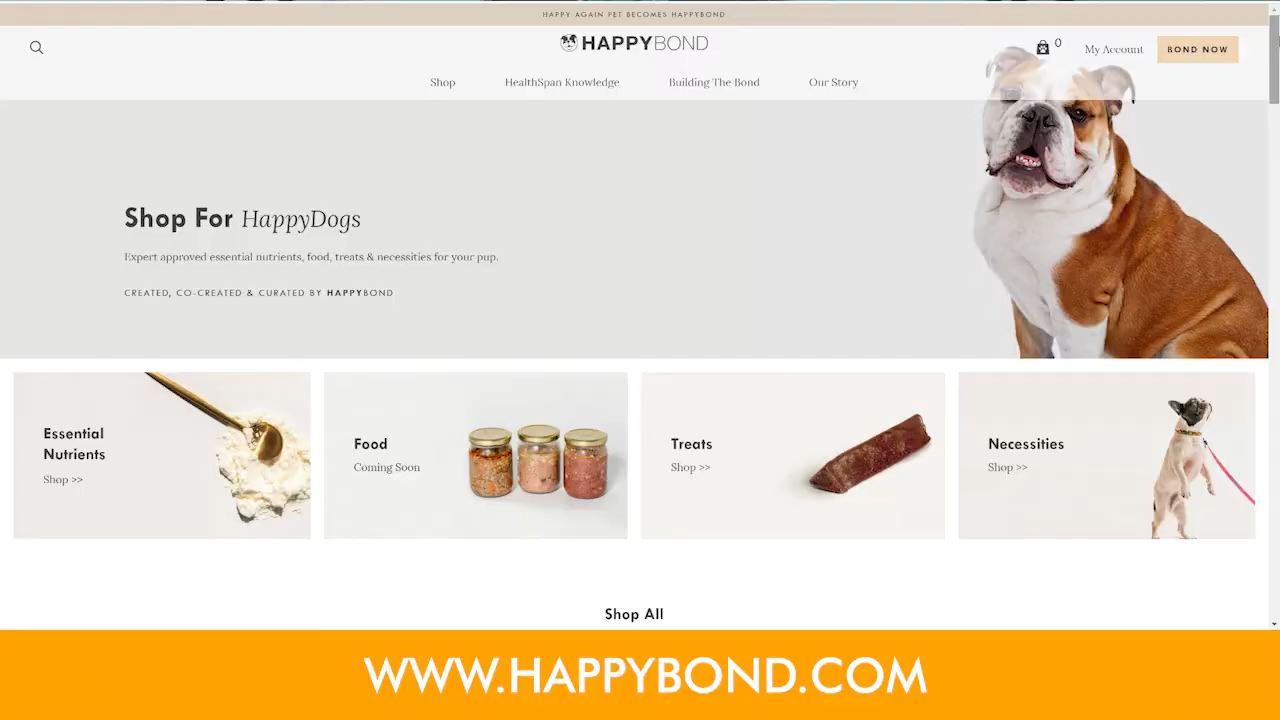 HAPPY AGAIN PET BECOMES HAPPYBOND
HAPPYBOND
0
My Account
BOND NOW
Shop
HealthSpan Knowledge
Building The Bond
Our Story
Shop For HappyDogs
Expert approved essential nutrients, food, treats & necessities for your pup.
CREATED, CO-CREATED & CURATED BY HAPPYBOND
Essential
Nutrients
Shop >>
Food
Coming Soon
Treats
Shop >>
Necessities
Shop >>
Shop All
WWW.HAPPYBOND.COM